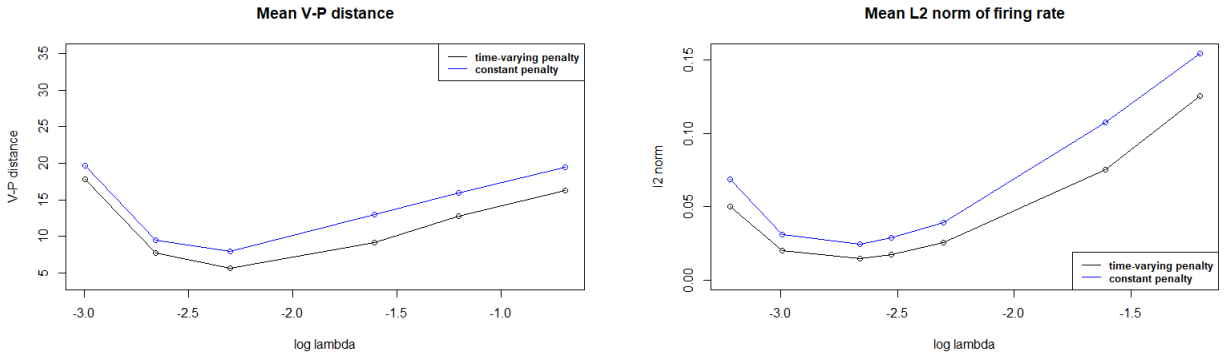 Mean V-P distance
V-P distance
35
30
25
20
15
10
5
time-varying penalty
constant penalty
-3.0 -2.5 -2.0 -1.5 -1.0
log lambda
Mean L2 norm of firing rate
l2 norm
0.15
0.10
0.05
0.00
time-varying penalty
constant penalty
-3.0 -2.5 -2.0 -1.5
log lambda